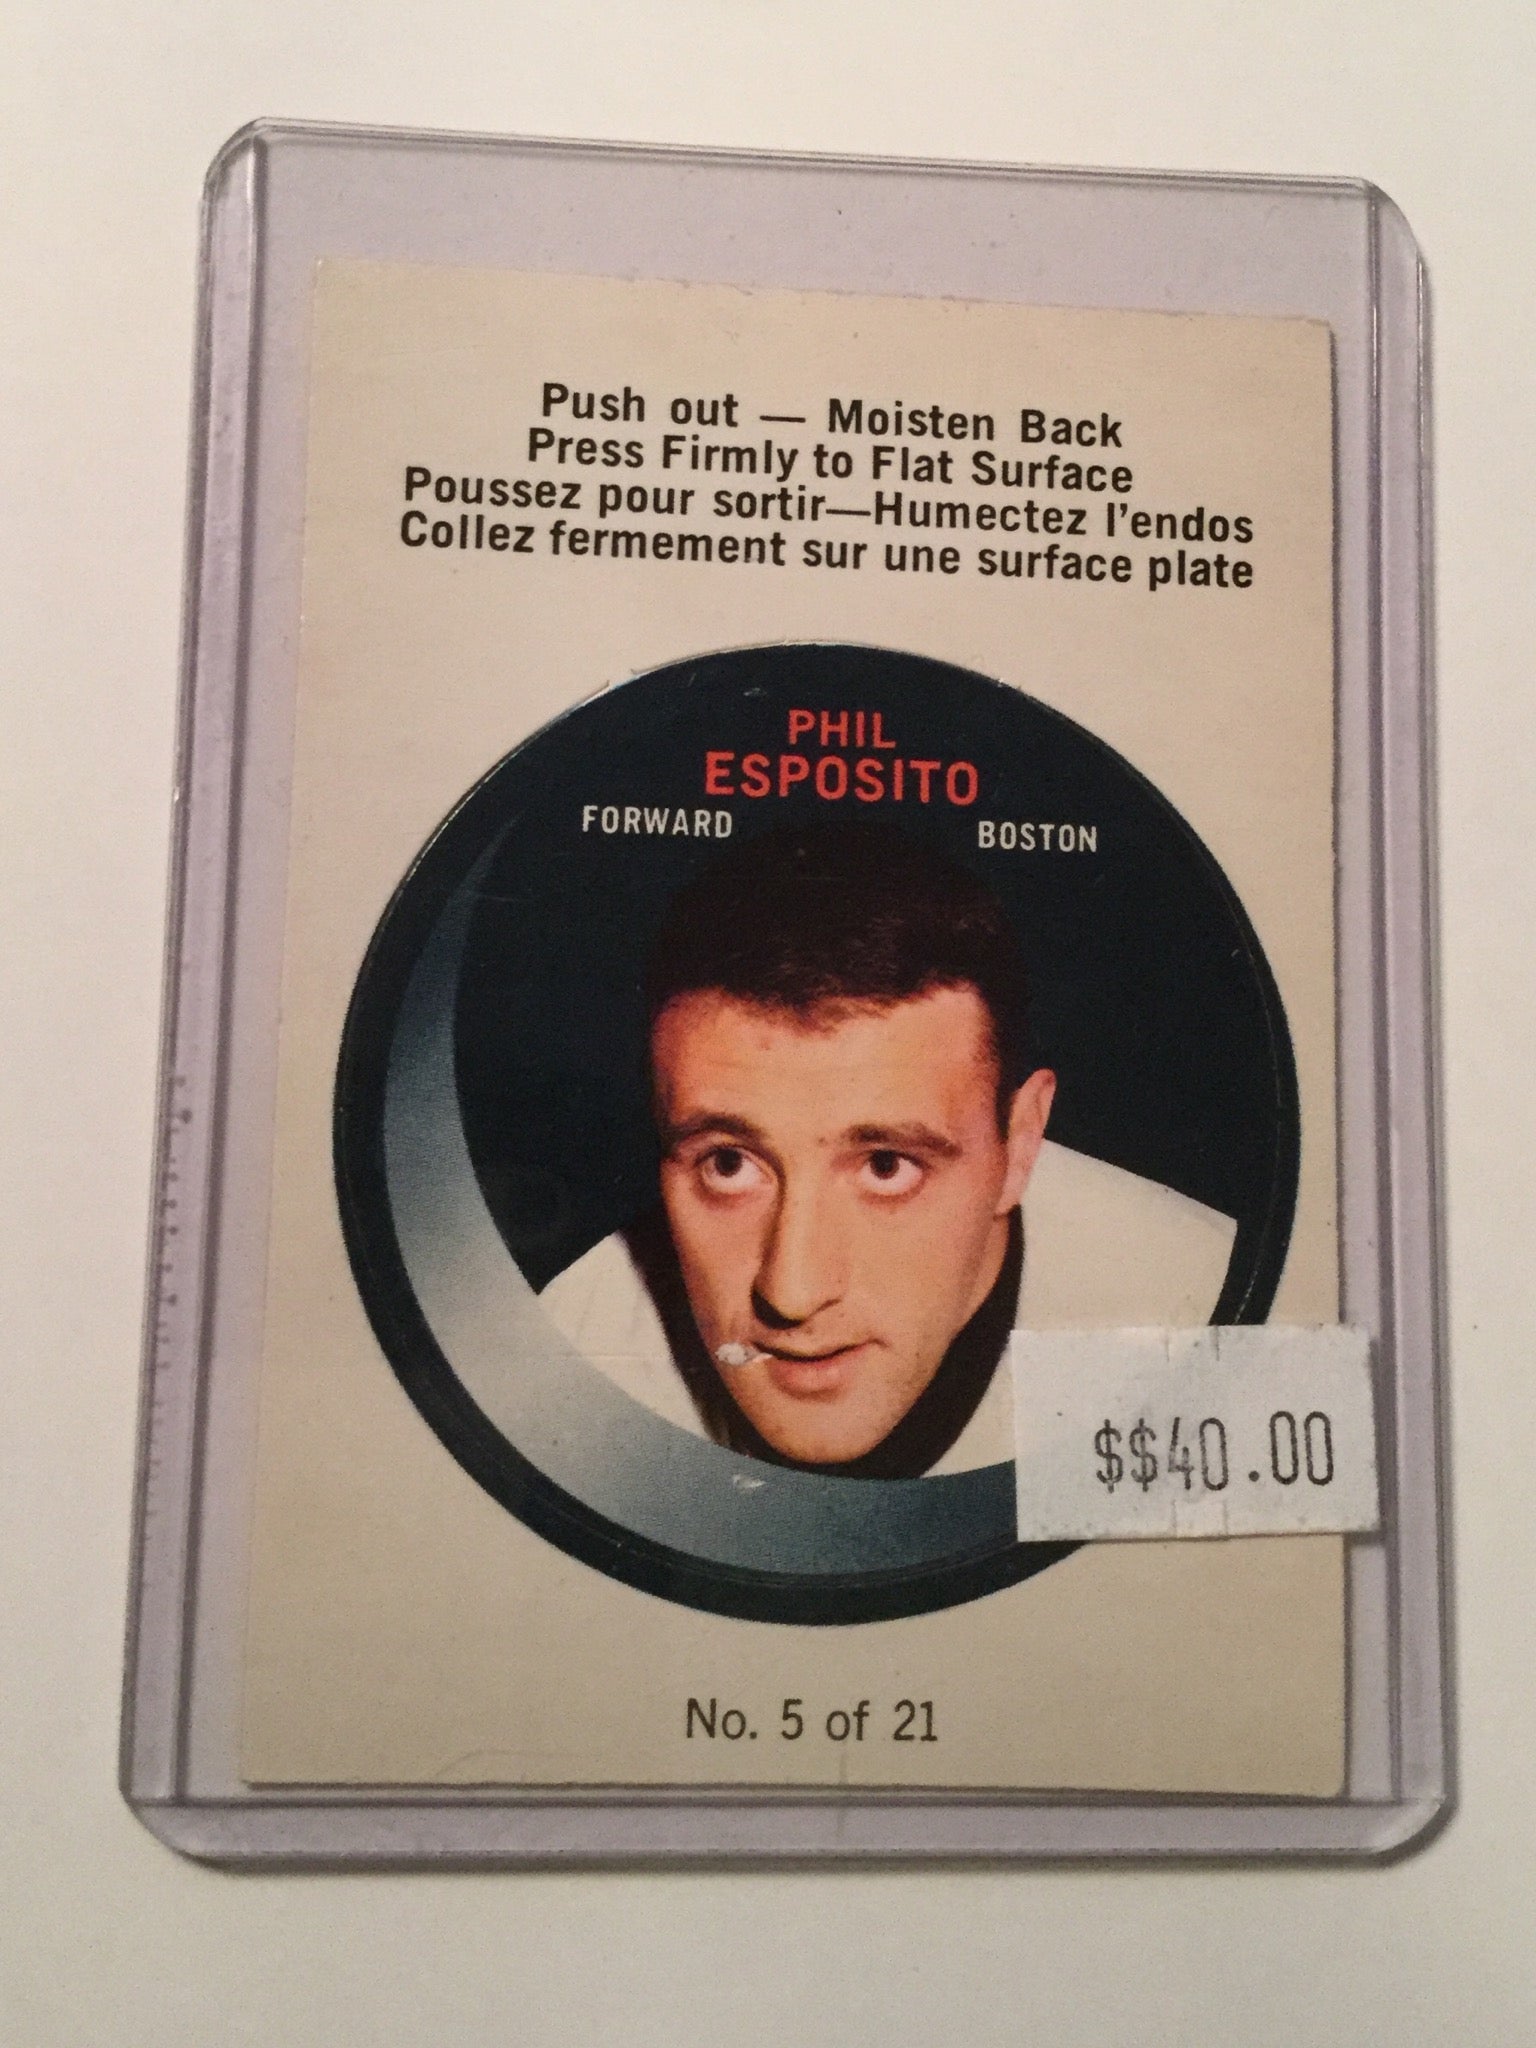 Push out — Moisten Back
Press Firmly to Flat Surface
Poussez pour sortir—Humectez l'endos
Collez fermement sur une surface plate
PHIL
ESPOSITO
FORWARD BOSTON
$$40.00
No. 5 of 21